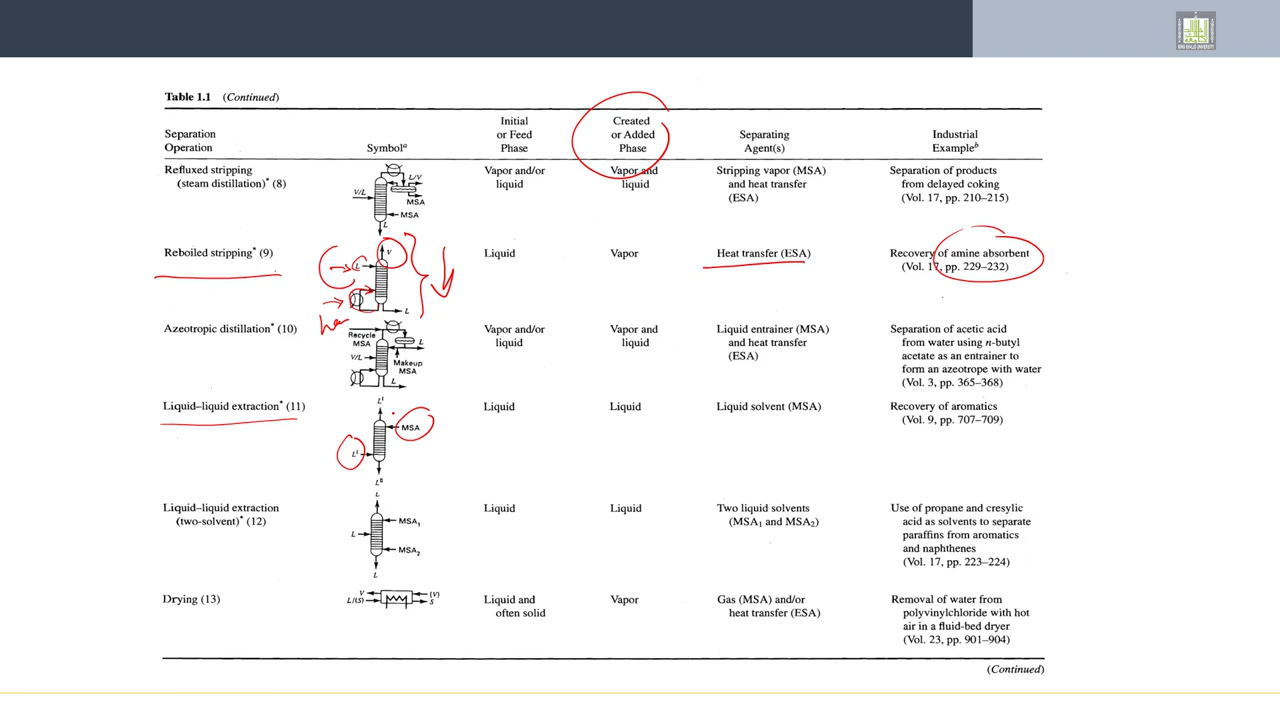 Table 1.1 (Continued)
Separation Operation
Symbolᵃ
Initial or Feed Phase
Created or Added Phase
Separating Agent(s)
Industrial Exampleᵇ
Refluxed stripping
(steam distillation)* (8)
L/V
V/L
MSA
MSA
L
Vapor and/or
liquid
Vapor and
liquid
Stripping vapor (MSA)
and heat transfer
(ESA)
Separation of products
from delayed coking
(Vol. 17, pp. 210–215)
Reboiled stripping* (9)
V
L
L
Liquid
Vapor
Heat transfer (ESA)
Recovery of amine absorbent
(Vol. 17, pp. 229–232)
Azeotropic distillation* (10)
Recycle
MSA
L
V/L
Makeup
MSA
L
Vapor and/or
liquid
Vapor and
liquid
Liquid entrainer (MSA)
and heat transfer
(ESA)
Separation of acetic acid
from water using n-butyl
acetate as an entrainer to
form an azeotrope with water
(Vol. 3, pp. 365–368)
Liquid–liquid extraction* (11)
Lᴵ
MSA
Lᴵ
Lᴵᴵ
Liquid
Liquid
Liquid solvent (MSA)
Recovery of aromatics
(Vol. 9, pp. 707–709)
Liquid–liquid extraction
(two-solvent)* (12)
L
MSA₁
L
MSA₂
L
Liquid
Liquid
Two liquid solvents
(MSA₁ and MSA₂)
Use of propane and cresylic
acid as solvents to separate
paraffins from aromatics
and naphthenes
(Vol. 17, pp. 223–224)
Drying (13)
V
(V)
L/(S)
S
Liquid and
often solid
Vapor
Gas (MSA) and/or
heat transfer (ESA)
Removal of water from
polyvinylchloride with hot
air in a fluid-bed dryer
(Vol. 23, pp. 901–904)
(Continued)